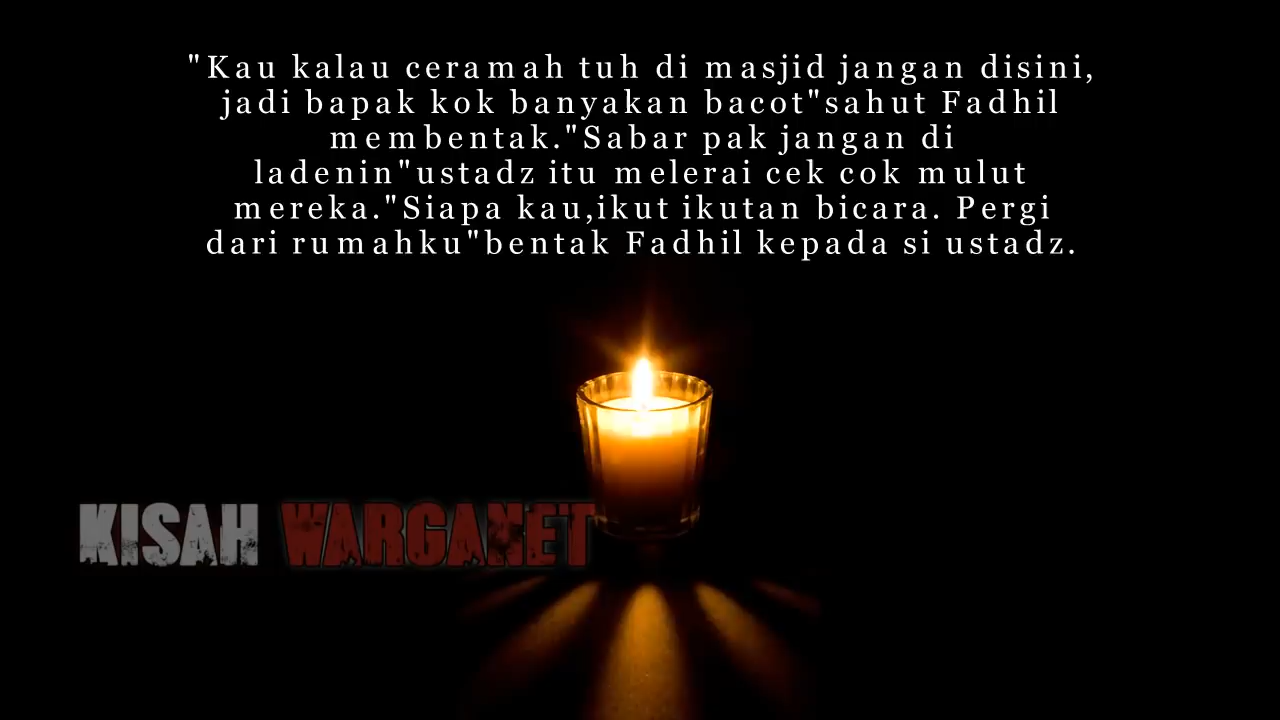 "Kau kalau ceramah tuh di masjid jangan disini,
jadi bapak kok banyakan bacot"sahut Fadhil
membentak."Sabar pak jangan di
ladenin"ustadz itu melerai cek cok mulut
mereka."Siapa kau,ikut ikutan bicara. Pergi
dari rumahku"bentak Fadhil kepada si ustadz.
KISAH WARGANET